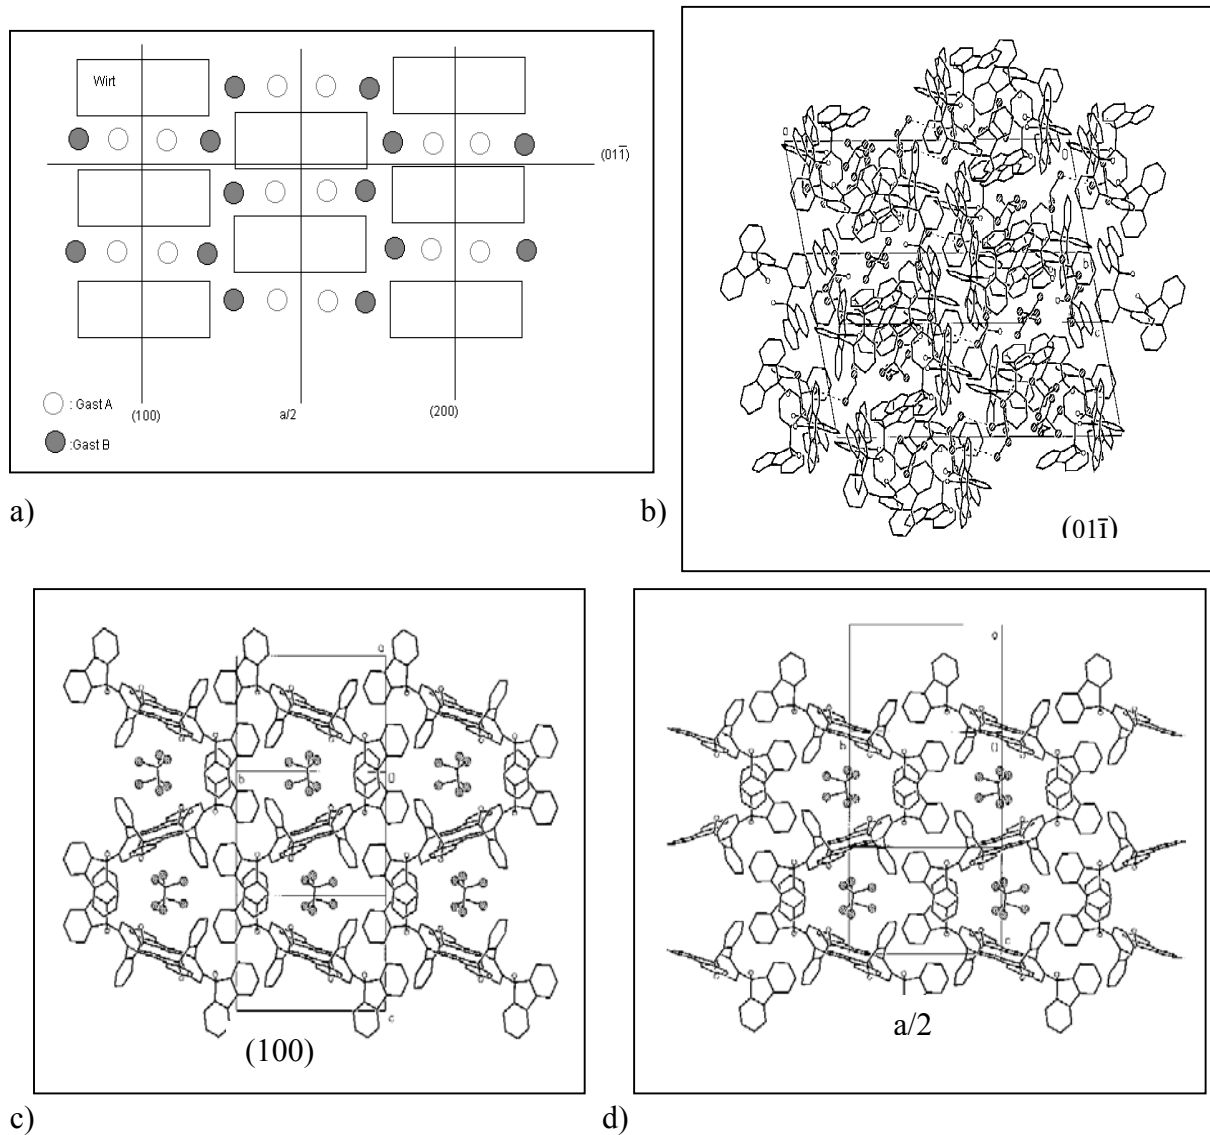 Wirt
(011̅)
(100)
a/2
(200)
: Gast A
:Gast B
a)
(011̅)
b)
(100)
c)
a/2
d)